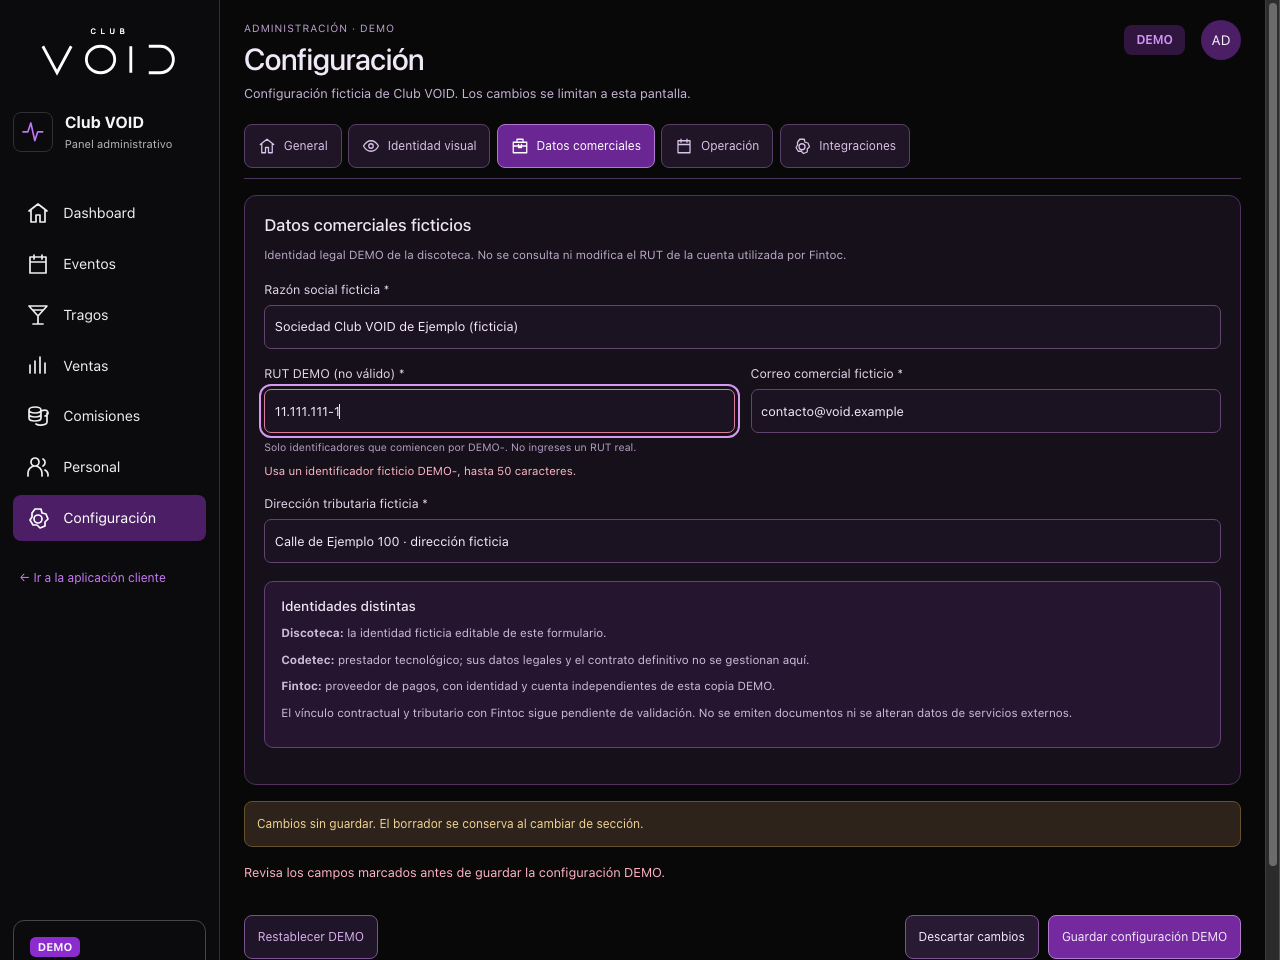 CLUB
VOID
Club VOID
Panel administrativo
Dashboard
Eventos
Tragos
Ventas
Comisiones
Personal
Configuración
← Ir a la aplicación cliente
DEMO
ADMINISTRACIÓN · DEMO
Configuración
Configuración ficticia de Club VOID. Los cambios se limitan a esta pantalla.
DEMO
AD
General
Identidad visual
Datos comerciales
Operación
Integraciones
Datos comerciales ficticios
Identidad legal DEMO de la discoteca. No se consulta ni modifica el RUT de la cuenta utilizada por Fintoc.
Razón social ficticia *
Sociedad Club VOID de Ejemplo (ficticia)
RUT DEMO (no válido) *
11.111.111-1
Solo identificadores que comiencen por DEMO-. No ingreses un RUT real.
Usa un identificador ficticio DEMO-, hasta 50 caracteres.
Correo comercial ficticio *
contacto@void.example
Dirección tributaria ficticia *
Calle de Ejemplo 100 · dirección ficticia
Identidades distintas
Discoteca: la identidad ficticia editable de este formulario.
Codetec: prestador tecnológico; sus datos legales y el contrato definitivo no se gestionan aquí.
Fintoc: proveedor de pagos, con identidad y cuenta independientes de esta copia DEMO.
El vínculo contractual y tributario con Fintoc sigue pendiente de validación. No se emiten documentos ni se alteran datos de servicios externos.
Cambios sin guardar. El borrador se conserva al cambiar de sección.
Revisa los campos marcados antes de guardar la configuración DEMO.
Restablecer DEMO
Descartar cambios
Guardar configuración DEMO